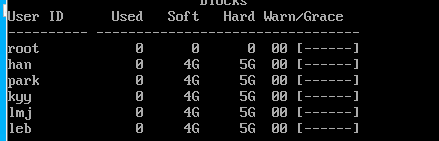 Blocks
User ID Used Soft Hard Warn/Grace
---------- ---------------------------------
root 0 0 0 00 [------]
han 0 4G 5G 00 [------]
park 0 4G 5G 00 [------]
kyy 0 4G 5G 00 [------]
lmj 0 4G 5G 00 [------]
leb 0 4G 5G 00 [------]